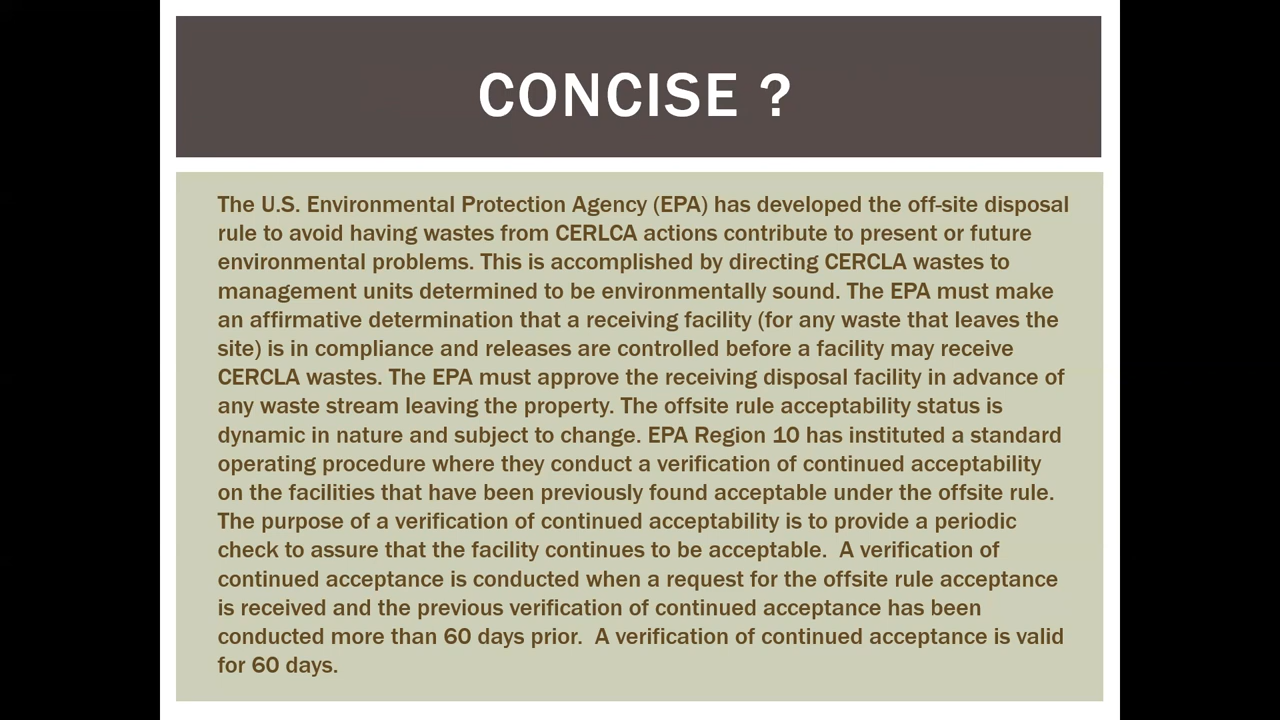 CONCISE ?
The U.S. Environmental Protection Agency (EPA) has developed the off-site disposal
rule to avoid having wastes from CERLCA actions contribute to present or future
environmental problems. This is accomplished by directing CERCLA wastes to
management units determined to be environmentally sound. The EPA must make
an affirmative determination that a receiving facility (for any waste that leaves the
site) is in compliance and releases are controlled before a facility may receive
CERCLA wastes. The EPA must approve the receiving disposal facility in advance of
any waste stream leaving the property. The offsite rule acceptability status is
dynamic in nature and subject to change. EPA Region 10 has instituted a standard
operating procedure where they conduct a verification of continued acceptability
on the facilities that have been previously found acceptable under the offsite rule.
The purpose of a verification of continued acceptability is to provide a periodic
check to assure that the facility continues to be acceptable.  A verification of
continued acceptance is conducted when a request for the offsite rule acceptance
is received and the previous verification of continued acceptance has been
conducted more than 60 days prior.  A verification of continued acceptance is valid
for 60 days.